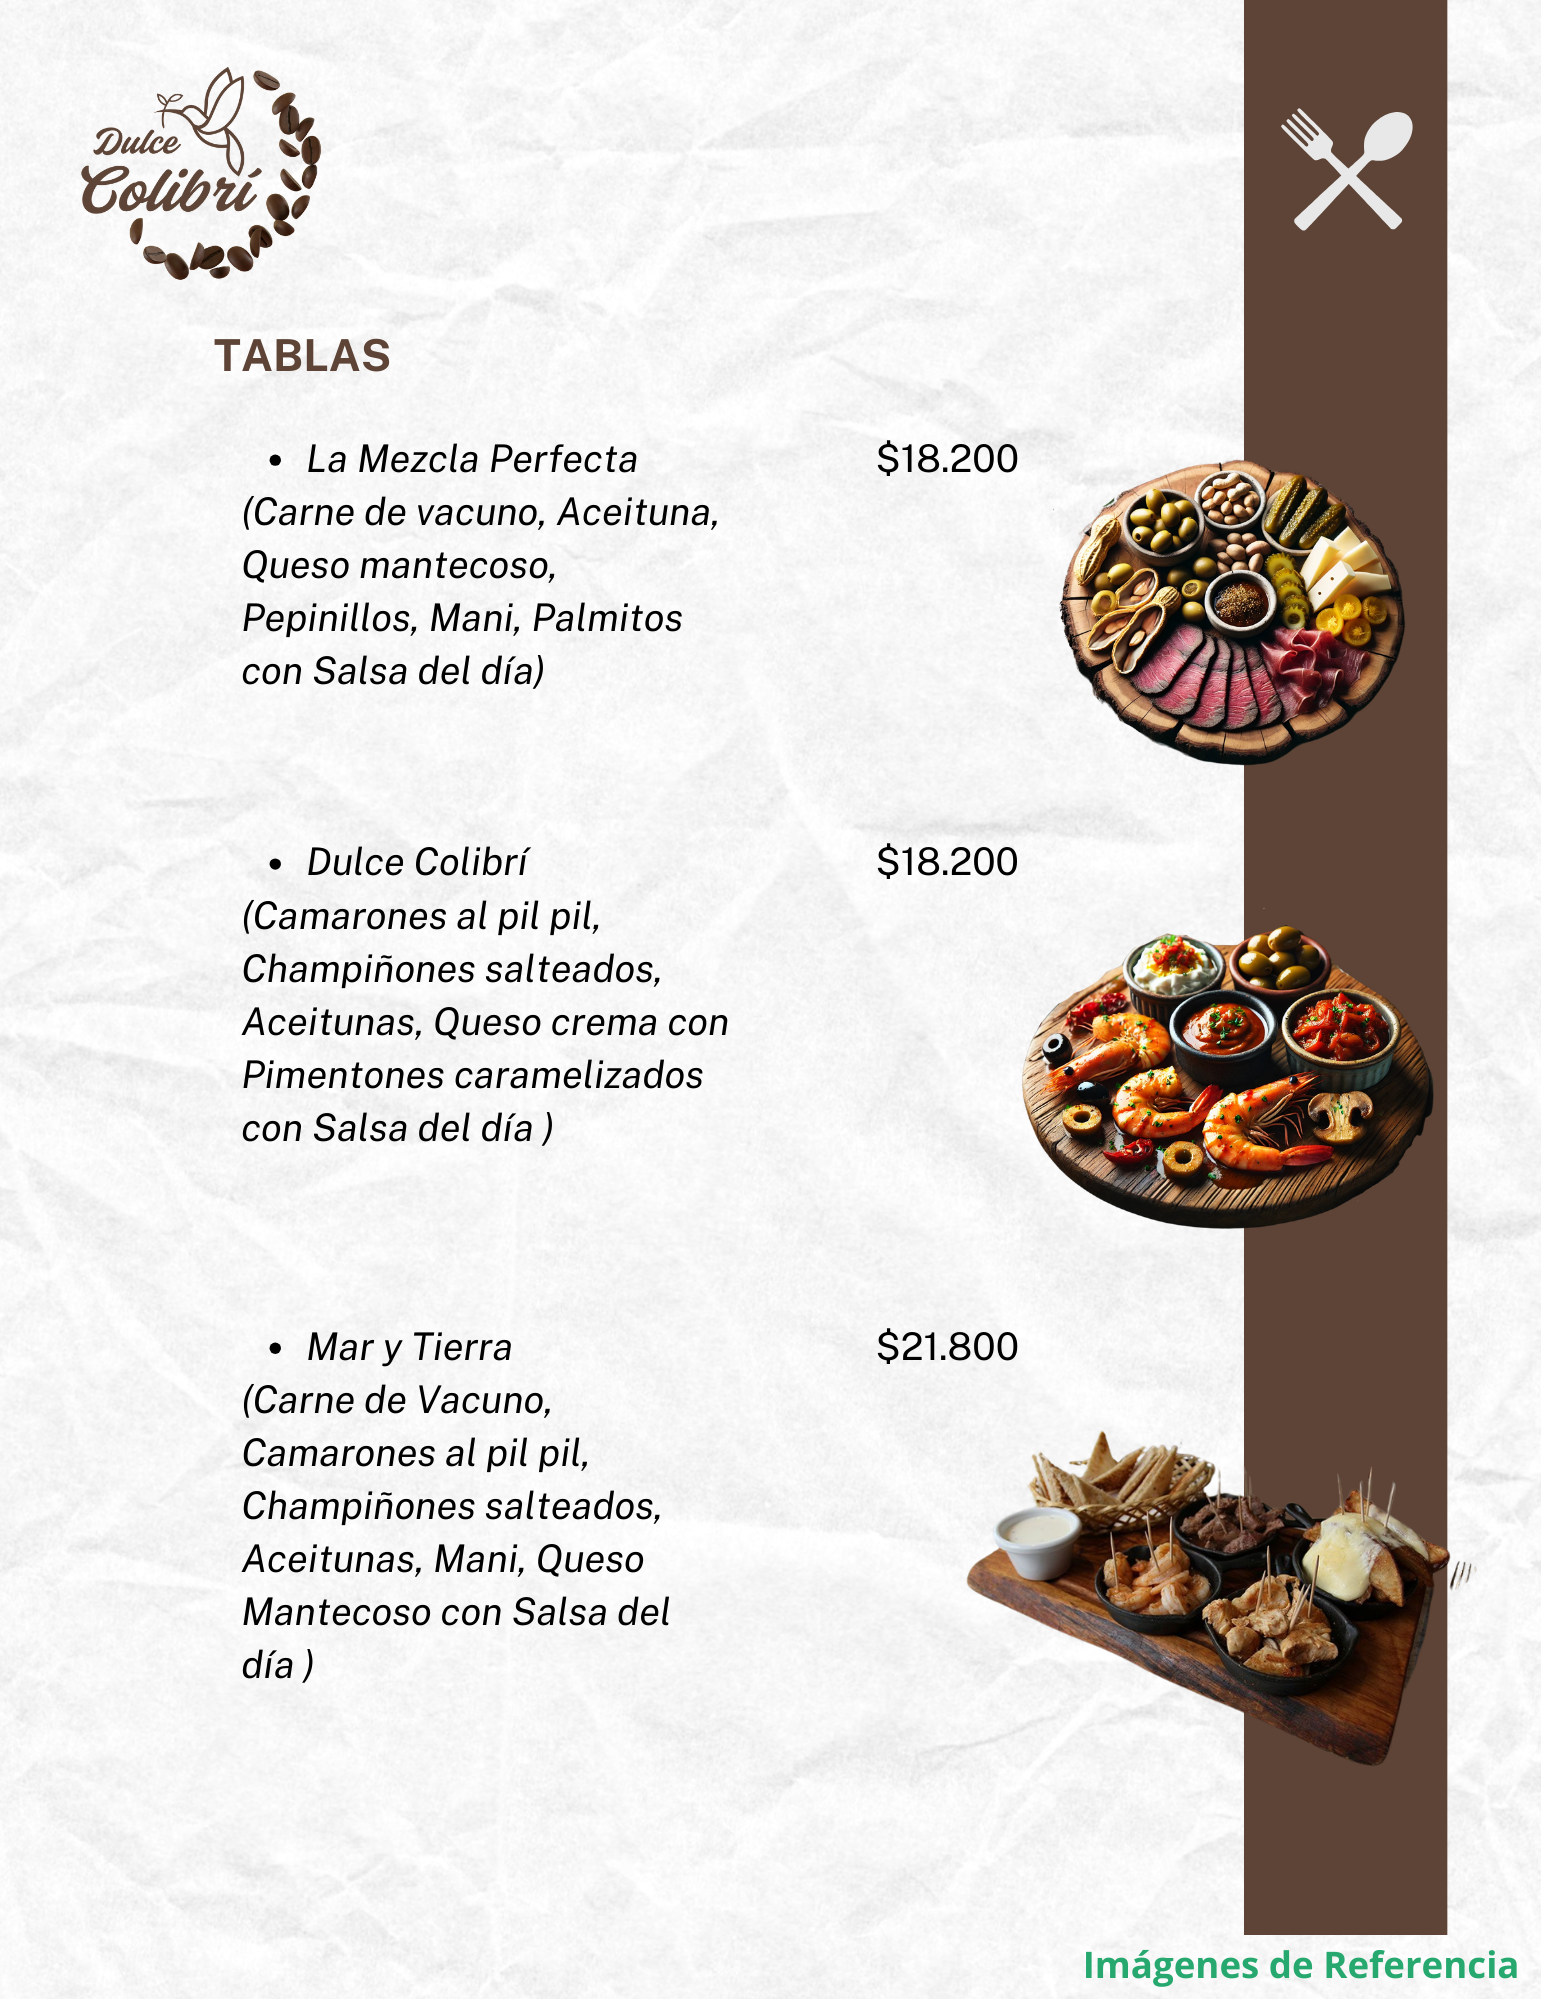 Dulce
Colibrí
TABLAS
• La Mezcla Perfecta $18.200
(Carne de vacuno, Aceituna,
Queso mantecoso,
Pepinillos, Mani, Palmitos
con Salsa del día)
• Dulce Colibrí $18.200
(Camarones al pil pil,
Champiñones salteados,
Aceitunas, Queso crema con
Pimentones caramelizados
con Salsa del día )
• Mar y Tierra $21.800
(Carne de Vacuno,
Camarones al pil pil,
Champiñones salteados,
Aceitunas, Mani, Queso
Mantecoso con Salsa del
día )
Imágenes de Referencia